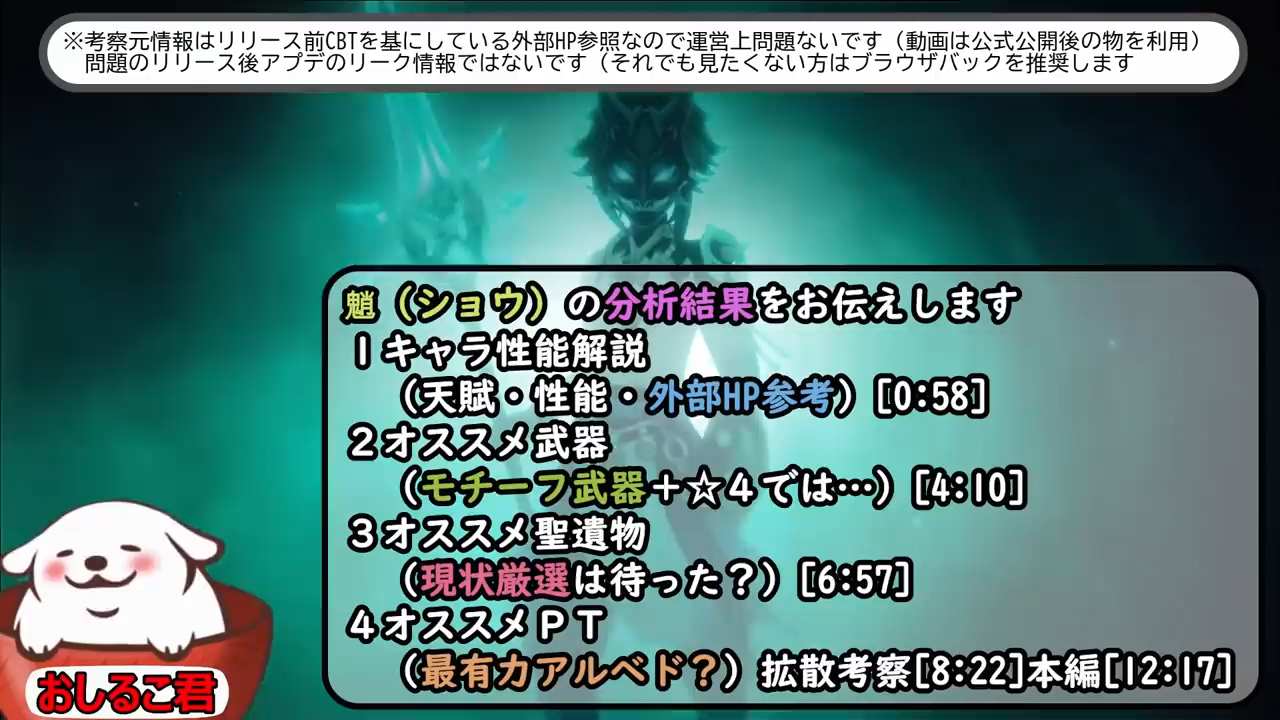 ※考察元情報はリリース前CBTを基にしている外部HP参照なので運営上問題ないです（動画は公式公開後の物を利用）
問題のリリース後アプデのリーク情報ではないです（それでも見たくない方はブラウザバックを推奨します
魈（ショウ）の分析結果をお伝えします
１キャラ性能解説
（天賦・性能・外部HP参考）[0:58]
２オススメ武器
（モチーフ武器＋☆４では…）[4:10]
３オススメ聖遺物
（現状厳選は待った？）[6:57]
４オススメＰＴ
（最有力アルベド？）拡散考察[8:22]本編[12:17]
おしるこ君